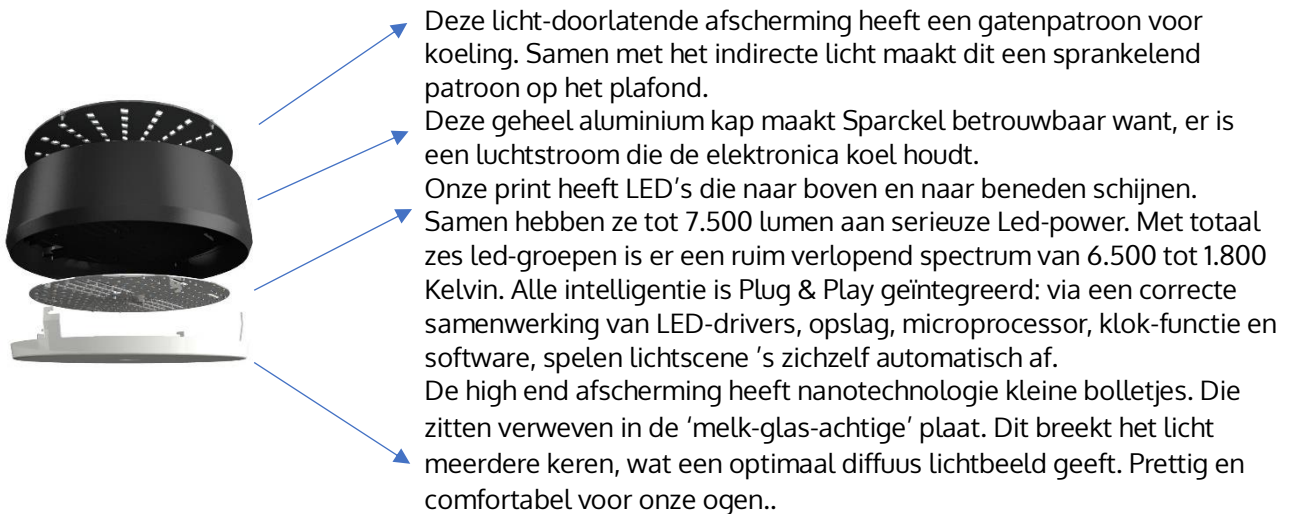 Deze licht-doorlatende afscherming heeft een gatenpatroon voor
koeling. Samen met het indirecte licht maakt dit een sprankelend
patroon op het plafond.
Deze geheel aluminium kap maakt Sparckel betrouwbaar want, er is
een luchtstroom die de elektronica koel houdt.
Onze print heeft LED’s die naar boven en naar beneden schijnen.
Samen hebben ze tot 7.500 lumen aan serieuze Led-power. Met totaal
zes led-groepen is er een ruim verlopend spectrum van 6.500 tot 1.800
Kelvin. Alle intelligentie is Plug & Play geïntegreerd: via een correcte
samenwerking van LED-drivers, opslag, microprocessor, klok-functie en
software, spelen lichtscene ’s zichzelf automatisch af.
De high end afscherming heeft nanotechnologie kleine bolletjes. Die
zitten verweven in de ‘melk-glas-achtige’ plaat. Dit breekt het licht
meerdere keren, wat een optimaal diffuus lichtbeeld geeft. Prettig en
comfortabel voor onze ogen..